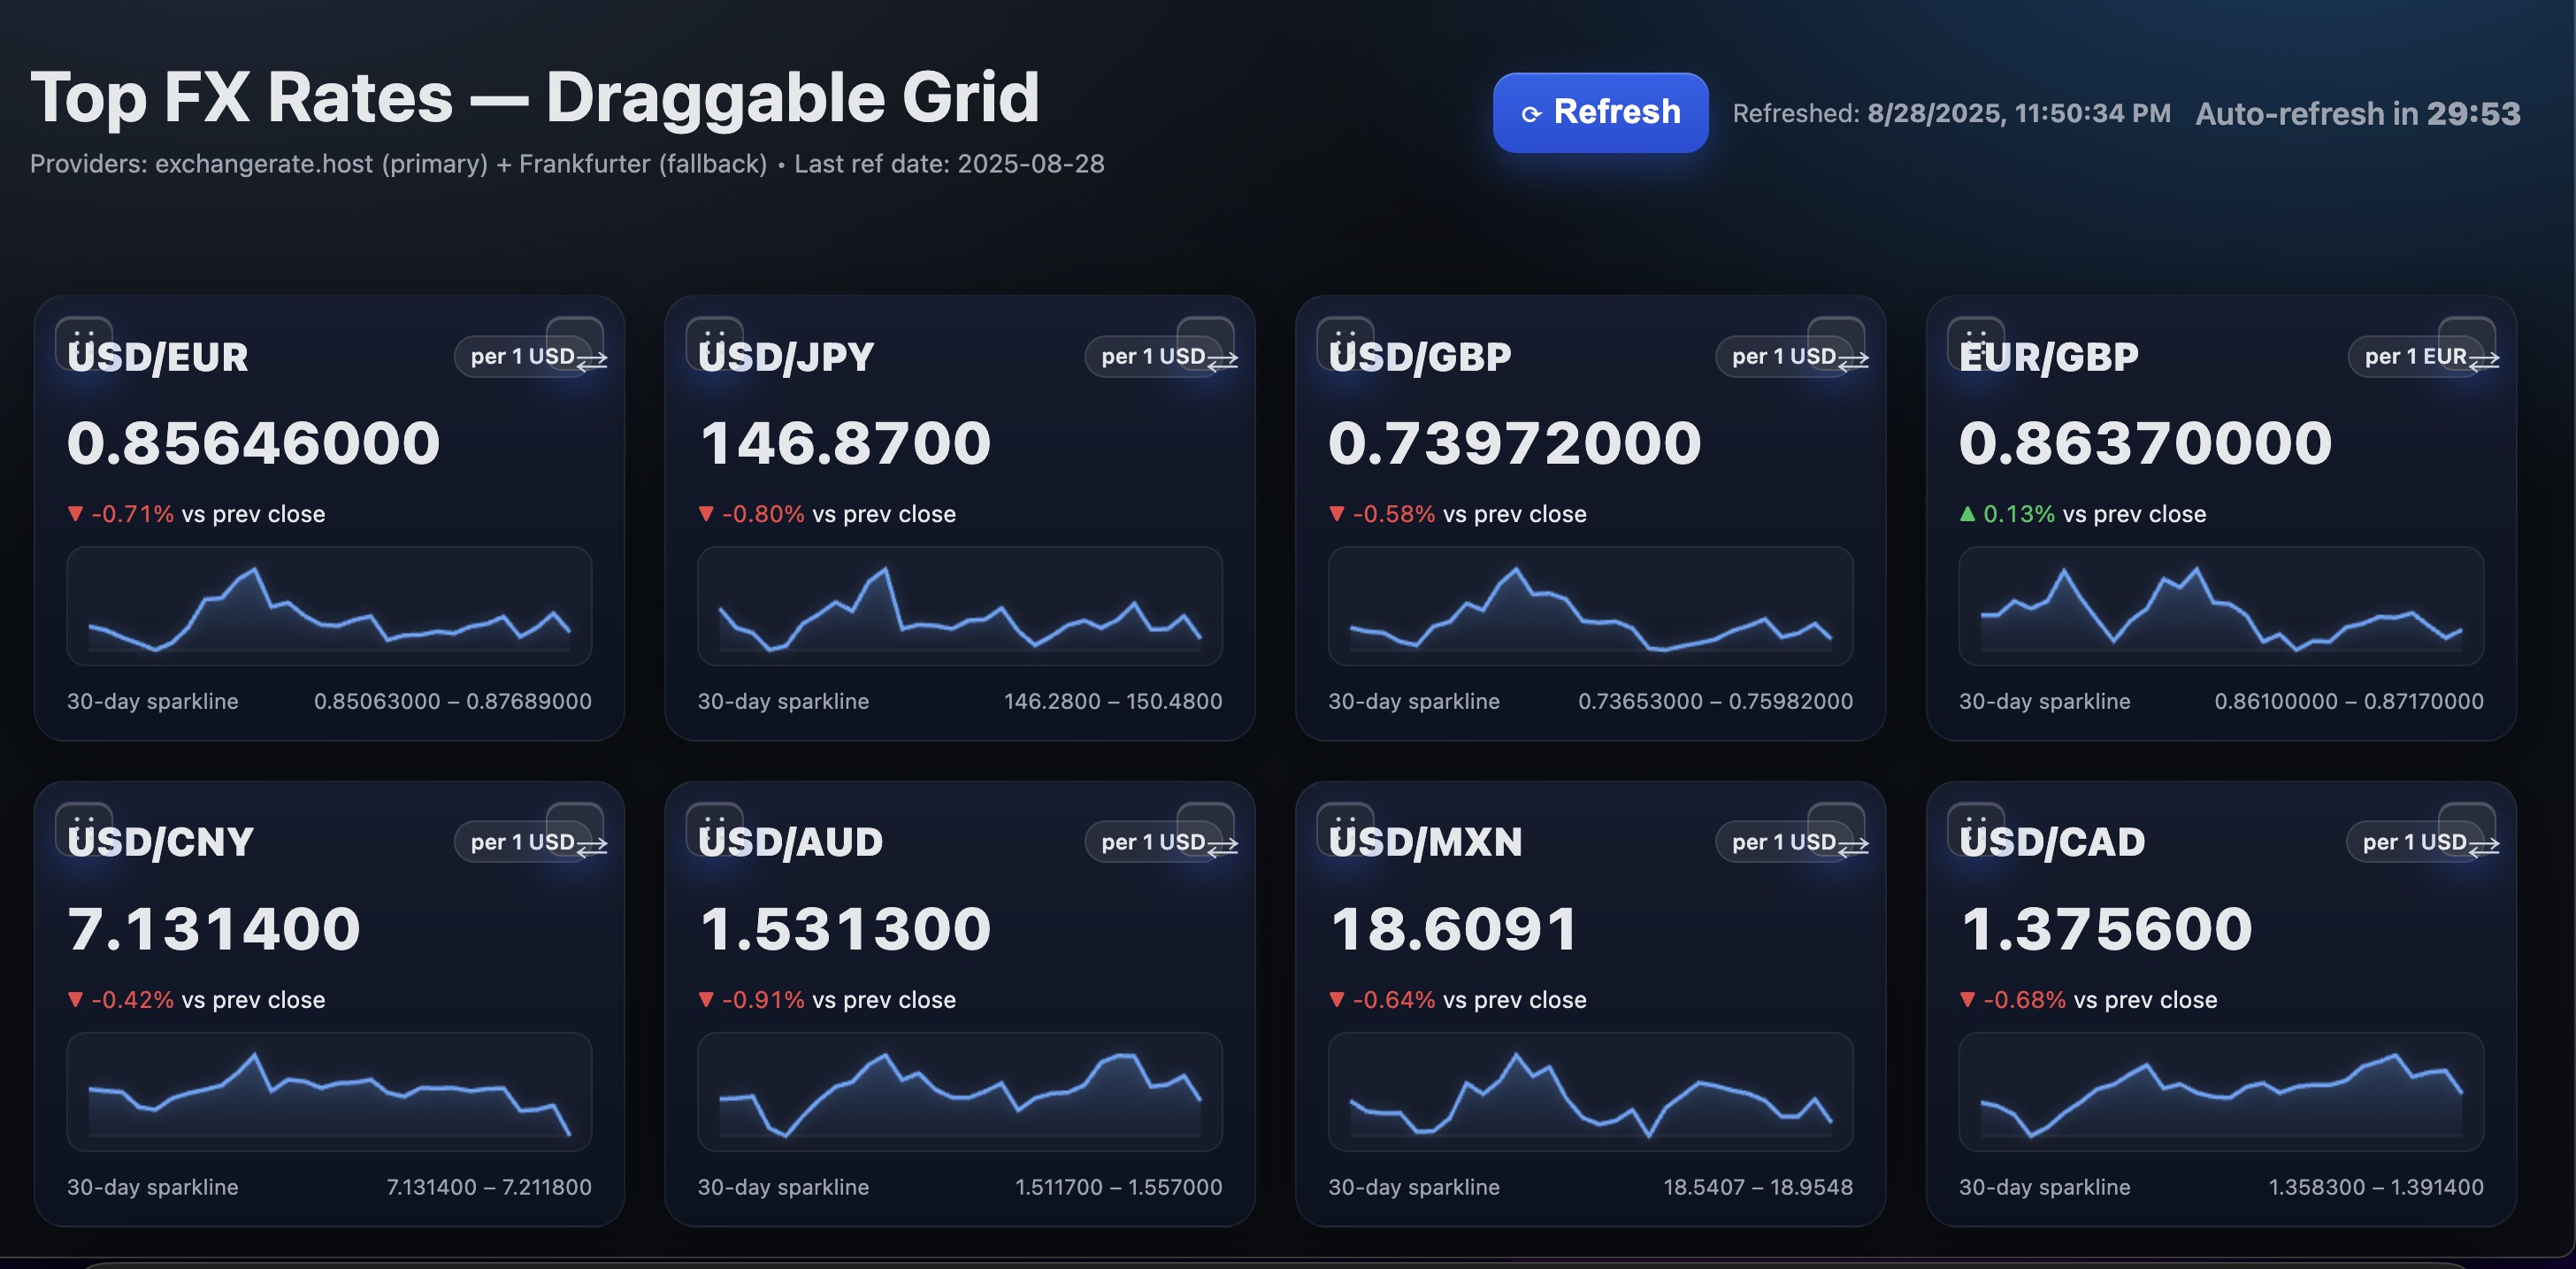 Top FX Rates — Draggable Grid
Providers: exchangerate.host (primary) + Frankfurter (fallback) • Last ref date: 2025-08-28
⟳ Refresh
Refreshed: 8/28/2025, 11:50:34 PM
Auto-refresh in 29:53
USD/EUR
per 1 USD ⇄
0.85646000
▼ -0.71% vs prev close
30-day sparkline
0.85063000 – 0.87689000
USD/JPY
per 1 USD ⇄
146.8700
▼ -0.80% vs prev close
30-day sparkline
146.2800 – 150.4800
USD/GBP
per 1 USD ⇄
0.73972000
▼ -0.58% vs prev close
30-day sparkline
0.73653000 – 0.75982000
EUR/GBP
per 1 EUR ⇄
0.86370000
▲ 0.13% vs prev close
30-day sparkline
0.86100000 – 0.87170000
USD/CNY
per 1 USD ⇄
7.131400
▼ -0.42% vs prev close
30-day sparkline
7.131400 – 7.211800
USD/AUD
per 1 USD ⇄
1.531300
▼ -0.91% vs prev close
30-day sparkline
1.511700 – 1.557000
USD/MXN
per 1 USD ⇄
18.6091
▼ -0.64% vs prev close
30-day sparkline
18.5407 – 18.9548
USD/CAD
per 1 USD ⇄
1.375600
▼ -0.68% vs prev close
30-day sparkline
1.358300 – 1.391400